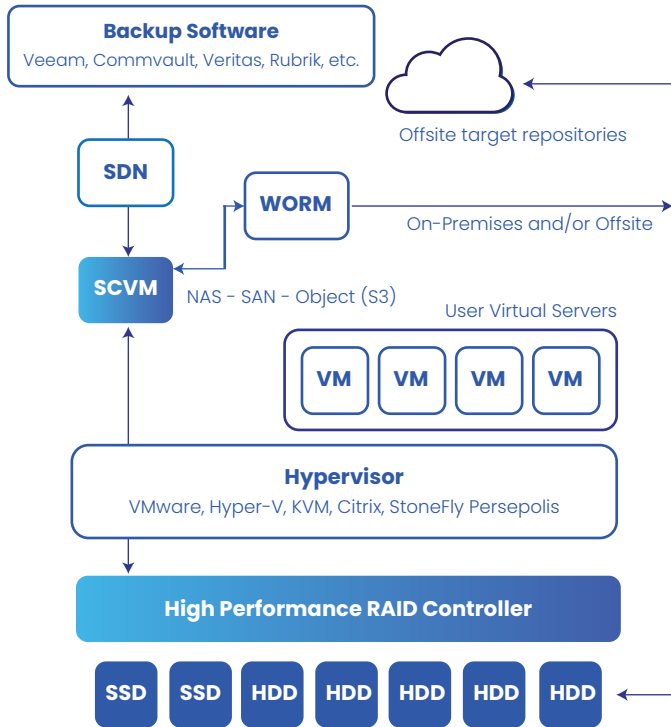 Backup Software
Veeam, Commvault, Veritas, Rubrik, etc.
Offsite target repositories
SDN
WORM
On-Premises and/or Offsite
SCVM
NAS - SAN - Object (S3)
User Virtual Servers
VM VM VM VM
Hypervisor
VMware, Hyper-V, KVM, Citrix, StoneFly Persepolis
High Performance RAID Controller
SSD SSD HDD HDD HDD HDD HDD